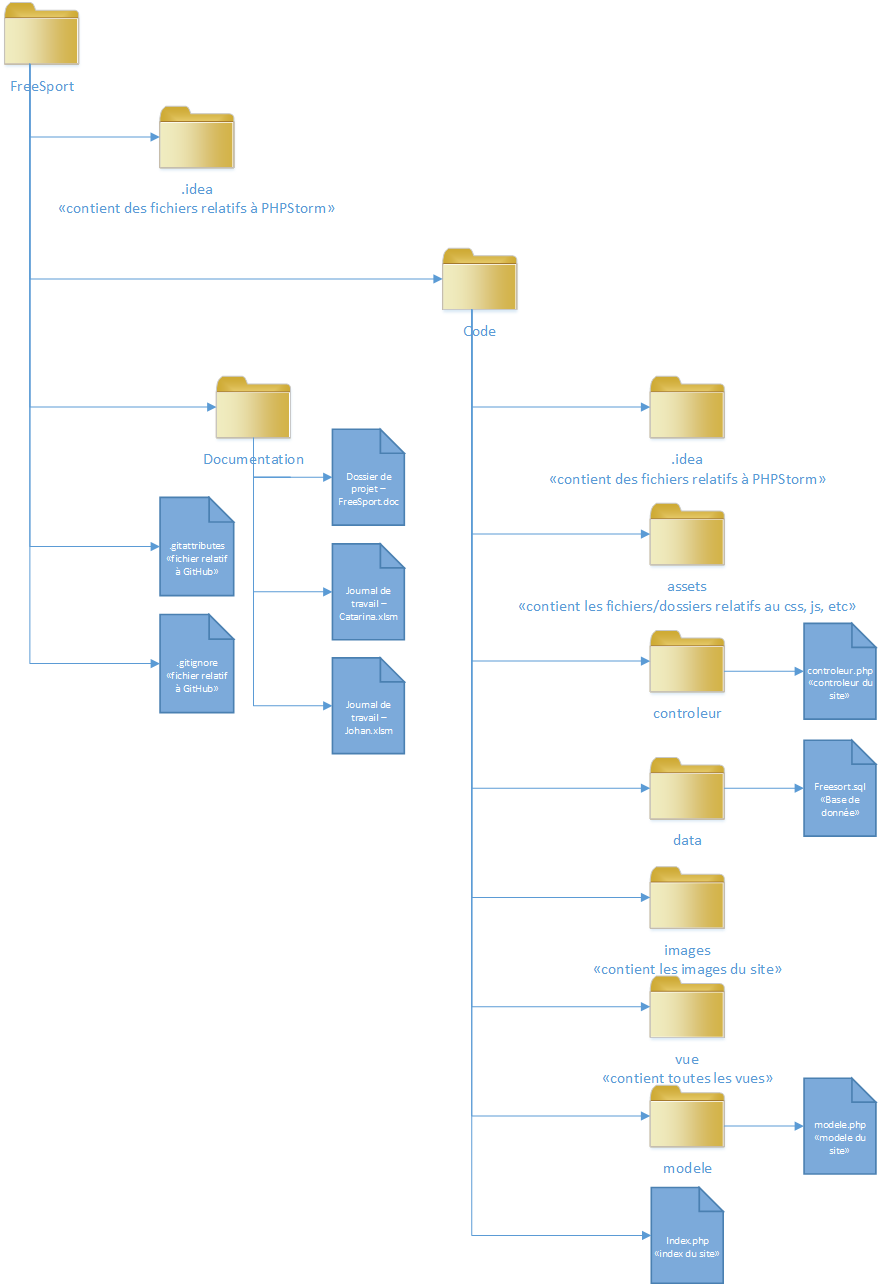 FreeSport
.idea
«contient des fichiers relatifs à PHPStorm»
Code
Documentation
Dossier de
projet –
FreeSport.doc
Journal de
travail –
Catarina.xlsm
Journal de
travail –
Johan.xlsm
.gitattributes
«fichier relatif
à GitHub»
.gitignore
«fichier relatif
à GitHub»
.idea
«contient des fichiers relatifs à PHPStorm»
assets
«contient les fichiers/dossiers relatifs au css, js, etc»
controleur
controleur.php
«controleur du
site»
data
Freesort.sql
«Base de
donnée»
images
«contient les images du site»
vue
«contient toutes les vues»
modele
modele.php
«modele du
site»
Index.php
«index du site»